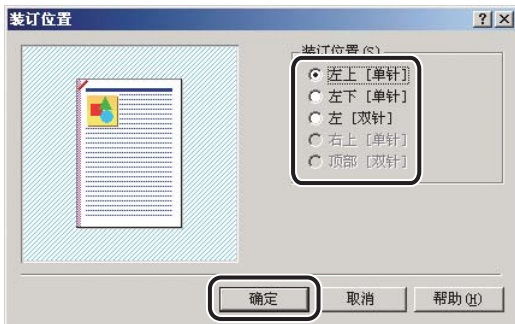 装订位置
装订位置(S)
左上 [单针]
左下 [单针]
左 [双针]
右上 [单针]
顶部 [双针]
确定 取消 帮助(H)